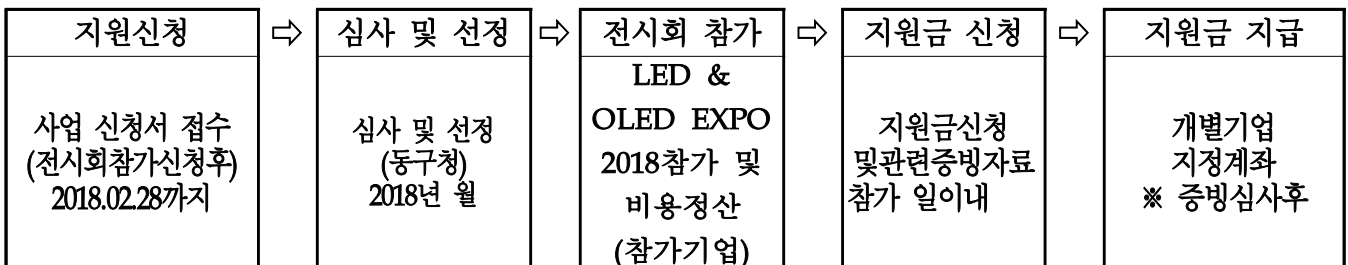 지원신청 ⇨ 심사 및 선정 ⇨ 전시회 참가 ⇨ 지원금 신청 ⇨ 지원금 지급
사업 신청서 접수
(전시회참가신청후)
2018.02.28까지
심사 및 선정
(동구청)
2018년 월
LED &
OLED EXPO
2018참가 및
비용정산
(참가기업)
지원금신청
및관련증빙자료
참가 일이내
개별기업
지정계좌
※ 증빙심사후